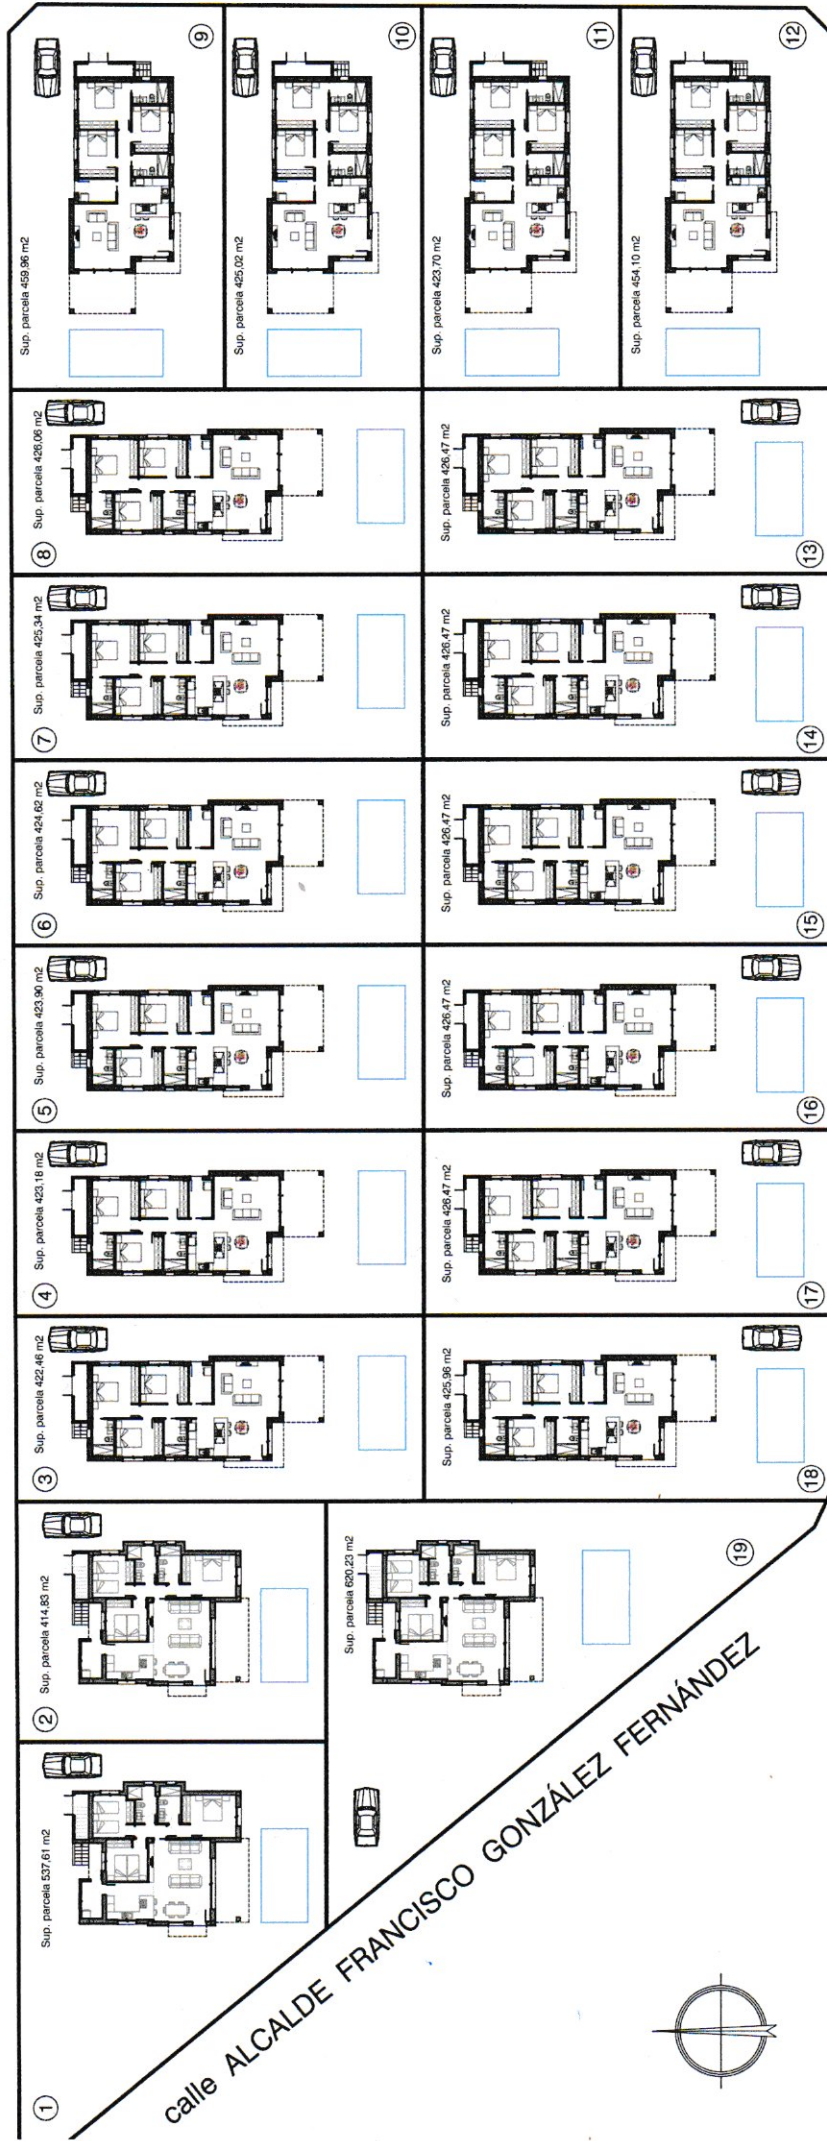 1
Sup. parcela 537,61 m2
2
Sup. parcela 414,83 m2
3
Sup. parcela 422,46 m2
4
Sup. parcela 423,18 m2
5
Sup. parcela 423,90 m2
6
Sup. parcela 424,62 m2
7
Sup. parcela 425,34 m2
8
Sup. parcela 426,06 m2
9
Sup. parcela 459,96 m2
10
Sup. parcela 425,02 m2
11
Sup. parcela 423,70 m2
12
Sup. parcela 454,10 m2
13
Sup. parcela 426,47 m2
14
Sup. parcela 426,47 m2
15
Sup. parcela 426,47 m2
16
Sup. parcela 426,47 m2
17
Sup. parcela 426,47 m2
18
Sup. parcela 425,96 m2
19
Sup. parcela 620,23 m2
calle ALCALDE FRANCISCO GONZÁLEZ FERNÁNDEZ